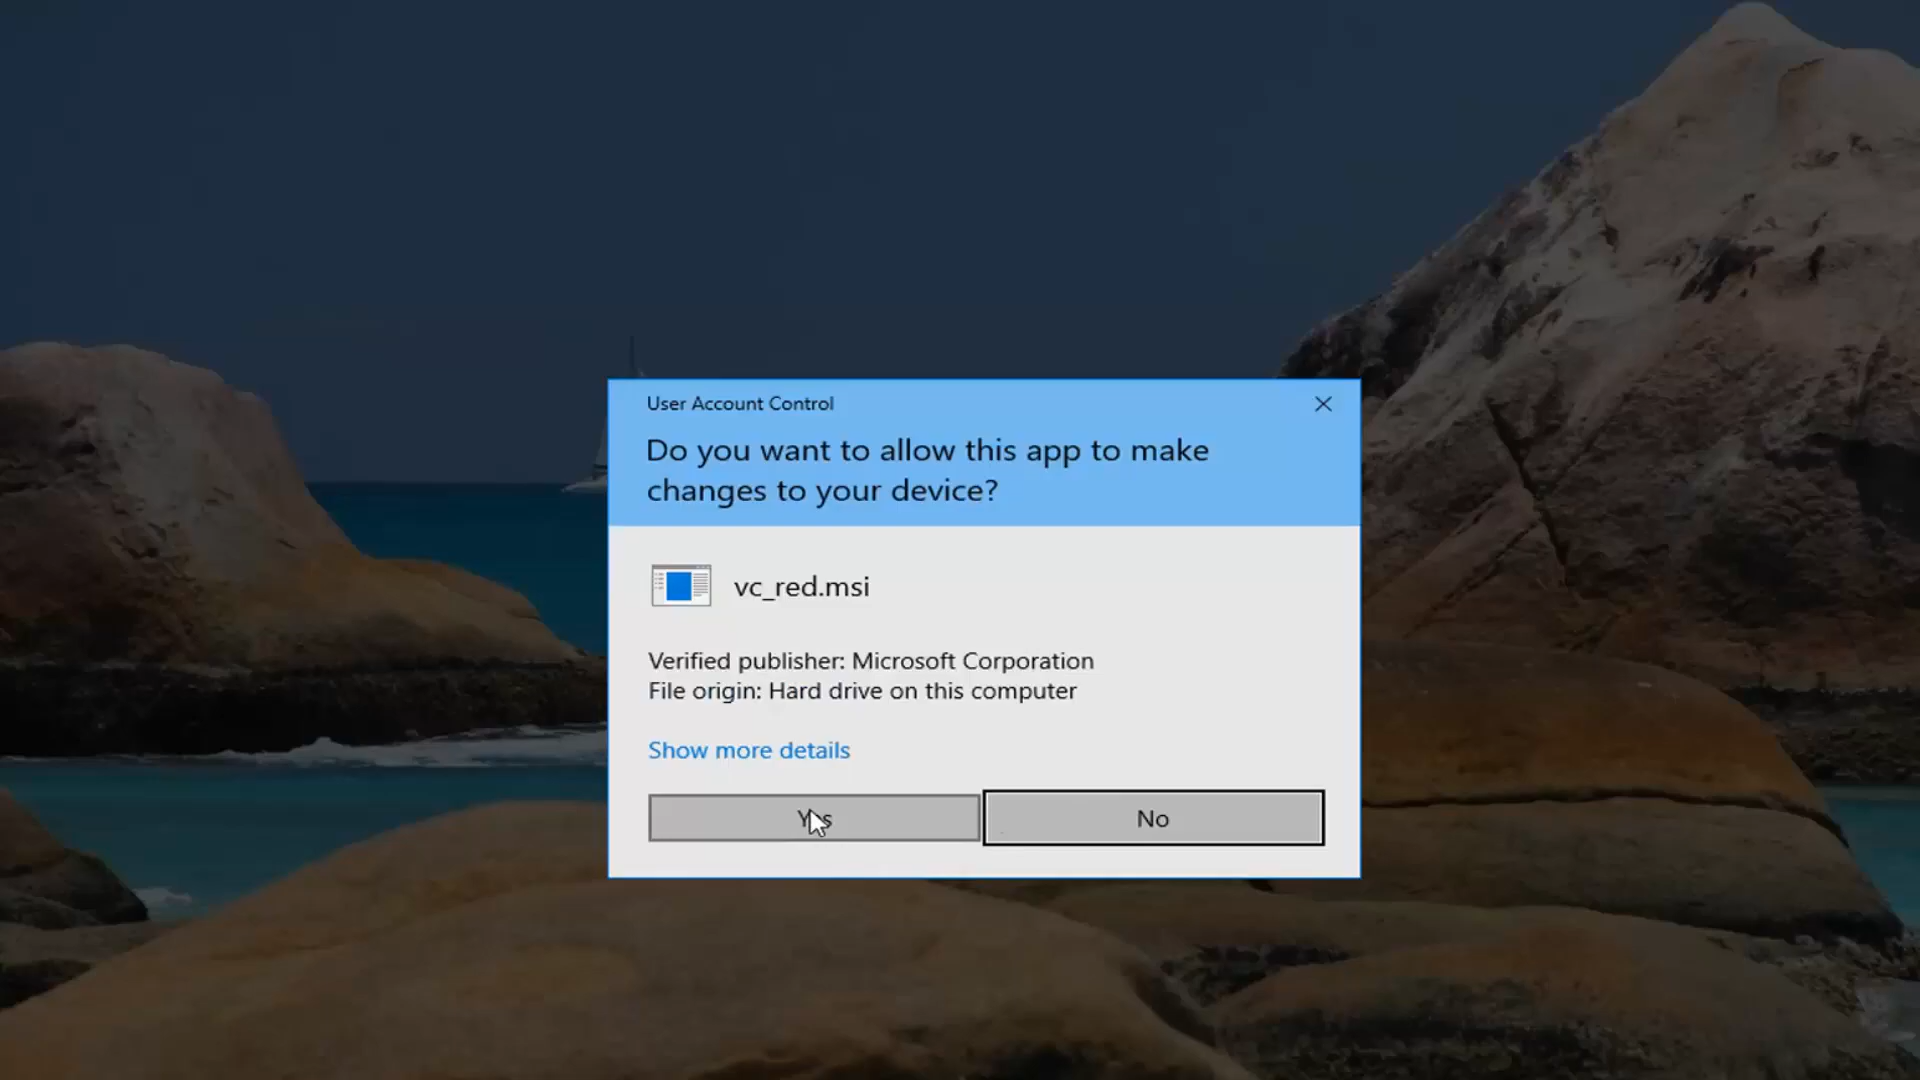 User Account Control
Do you want to allow this app to make
changes to your device?
vc_red.msi
Verified publisher: Microsoft Corporation
File origin: Hard drive on this computer
Show more details
Yes
No